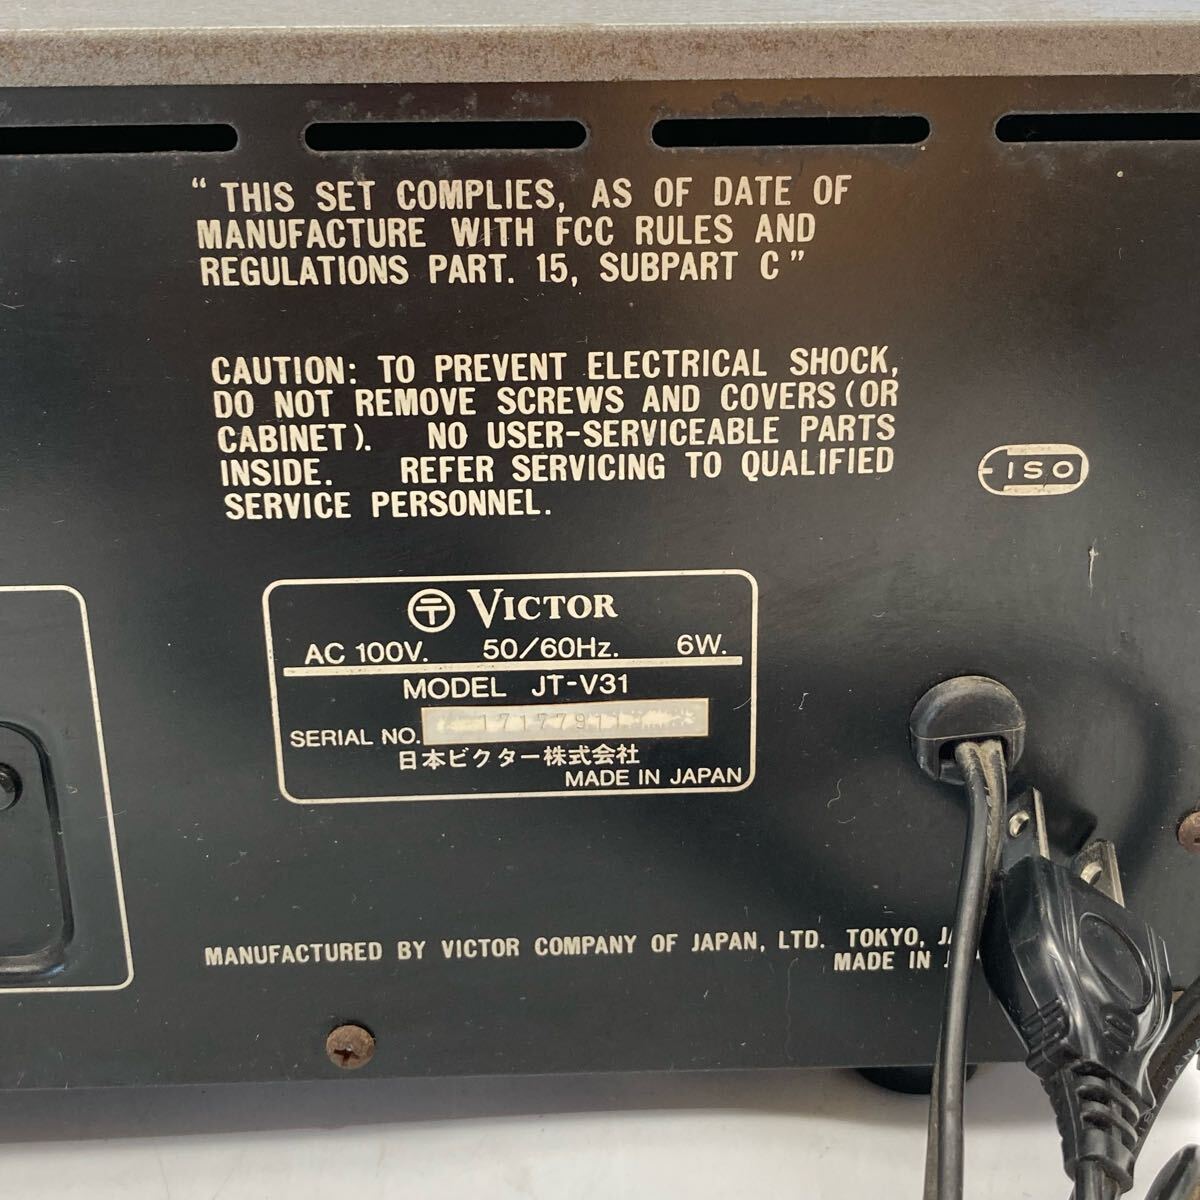 “ THIS SET COMPLIES, AS OF DATE OF
MANUFACTURE WITH FCC RULES AND
REGULATIONS PART. 15, SUBPART C ”
CAUTION: TO PREVENT ELECTRICAL SHOCK,
DO NOT REMOVE SCREWS AND COVERS (OR
CABINET). NO USER-SERVICEABLE PARTS
INSIDE. REFER SERVICING TO QUALIFIED
SERVICE PERSONNEL.
ISO
〒 VICTOR
AC 100V. 50/60Hz. 6W.
MODEL JT-V31
SERIAL NO.
日本ビクター株式会社
MADE IN JAPAN
MANUFACTURED BY VICTOR COMPANY OF JAPAN, LTD. TOKYO,
MADE IN